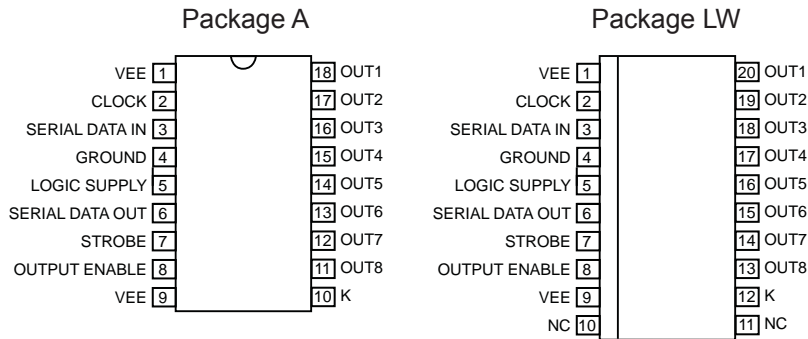 Package A
VEE 1 18 OUT1
CLOCK 2 17 OUT2
SERIAL DATA IN 3 16 OUT3
GROUND 4 15 OUT4
LOGIC SUPPLY 5 14 OUT5
SERIAL DATA OUT 6 13 OUT6
STROBE 7 12 OUT7
OUTPUT ENABLE 8 11 OUT8
VEE 9 10 K
Package LW
VEE 1 20 OUT1
CLOCK 2 19 OUT2
SERIAL DATA IN 3 18 OUT3
GROUND 4 17 OUT4
LOGIC SUPPLY 5 16 OUT5
SERIAL DATA OUT 6 15 OUT6
STROBE 7 14 OUT7
OUTPUT ENABLE 8 13 OUT8
VEE 9 12 K
NC 10 11 NC